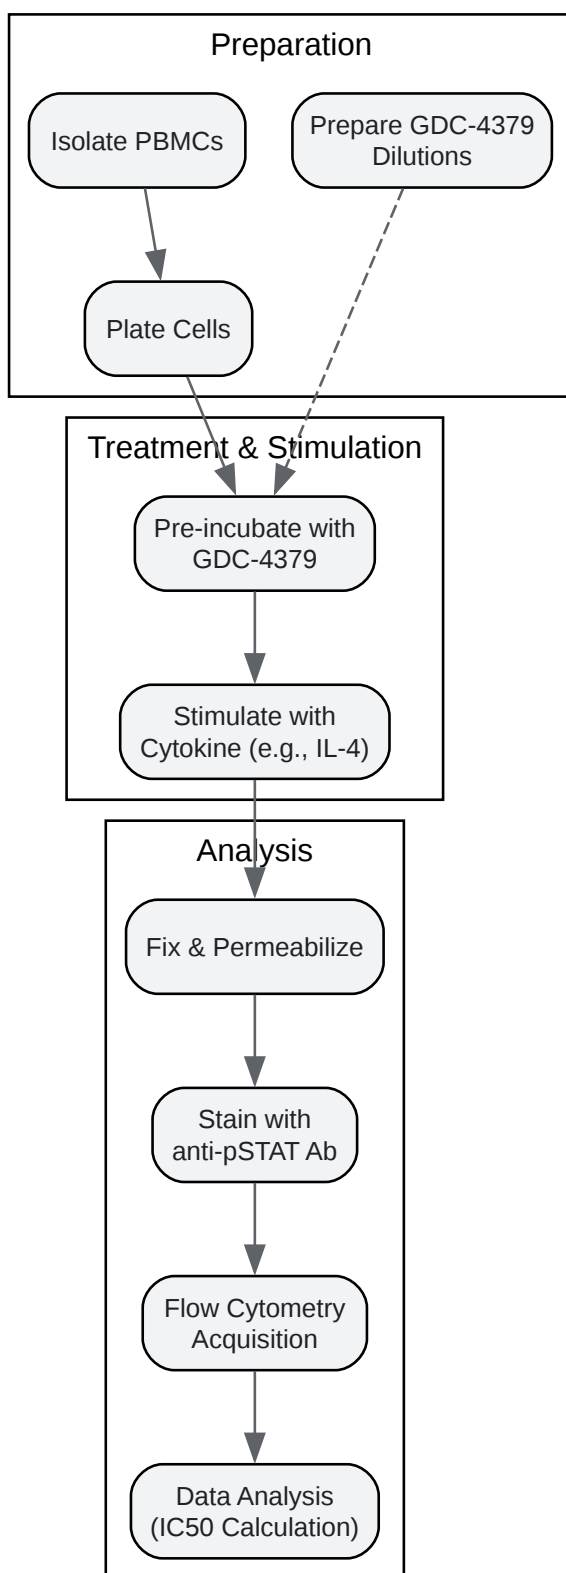 Preparation
Isolate PBMCs
Prepare GDC-4379
Dilutions
Plate Cells
Treatment & Stimulation
Pre-incubate with
GDC-4379
Stimulate with
Cytokine (e.g., IL-4)
Analysis
Fix & Permeabilize
Stain with
anti-pSTAT Ab
Flow Cytometry
Acquisition
Data Analysis
(IC50 Calculation)